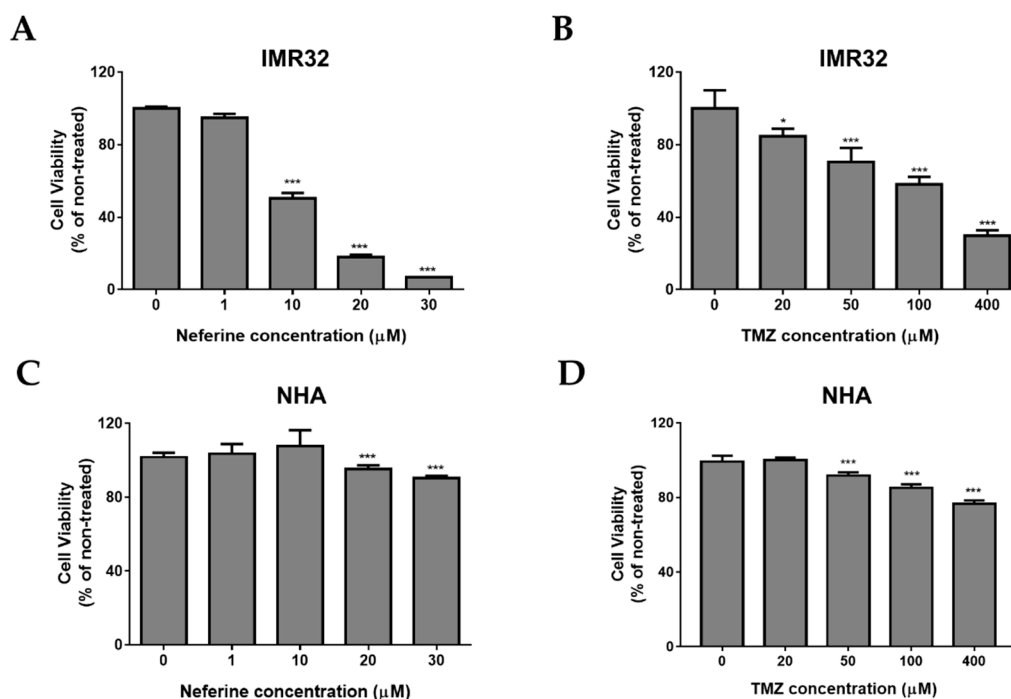 A
IMR32
120
80
40
0
Cell Viability
(% of non-treated)
***
***
***
0 1 10 20 30
Neferine concentration (μM)
B
IMR32
120
80
40
0
Cell Viability
(% of non-treated)
*
***
***
***
0 20 50 100 400
TMZ concentration (μM)
C
NHA
120
80
40
0
Cell Viability
(% of non-treated)
***
***
0 1 10 20 30
Neferine concentration (μM)
D
NHA
120
80
40
0
Cell Viability
(% of non-treated)
***
***
***
0 20 50 100 400
TMZ concentration (μM)